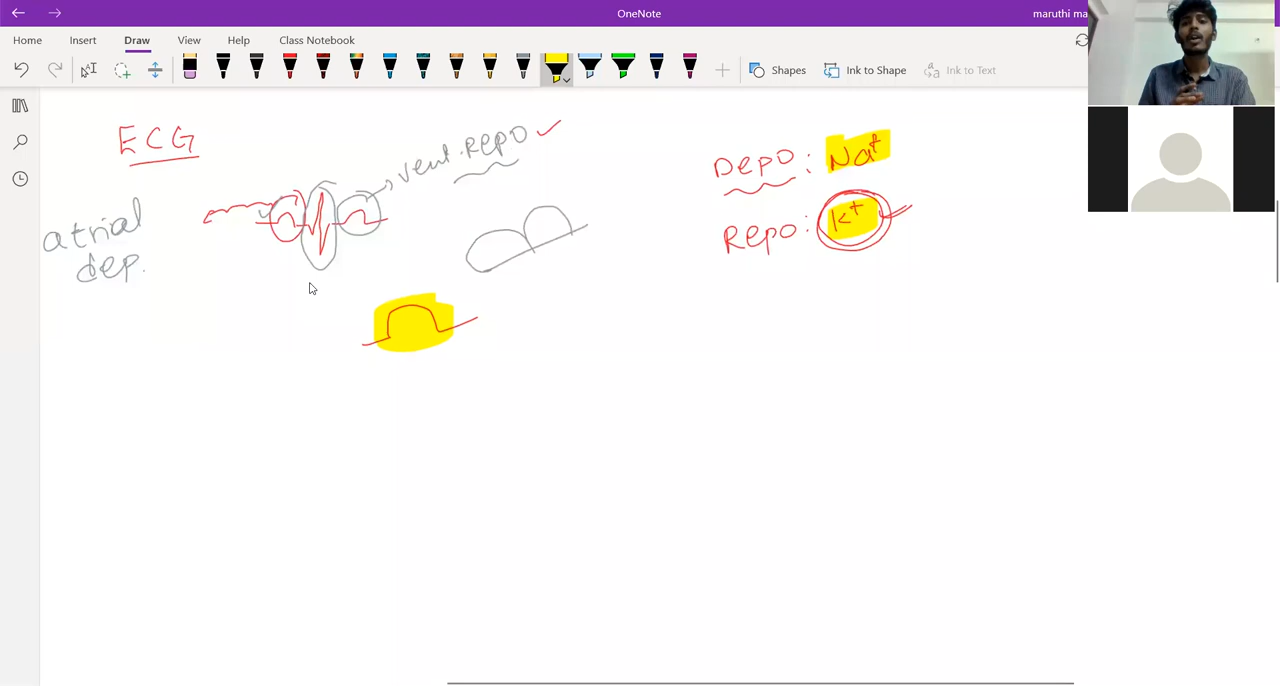 OneNote
maruthi ma
Home Insert Draw View Help Class Notebook
Shapes Ink to Shape Ink to Text
ECG
vent. Repo
atrial
dep.
Depo: Na+
Repo: K+